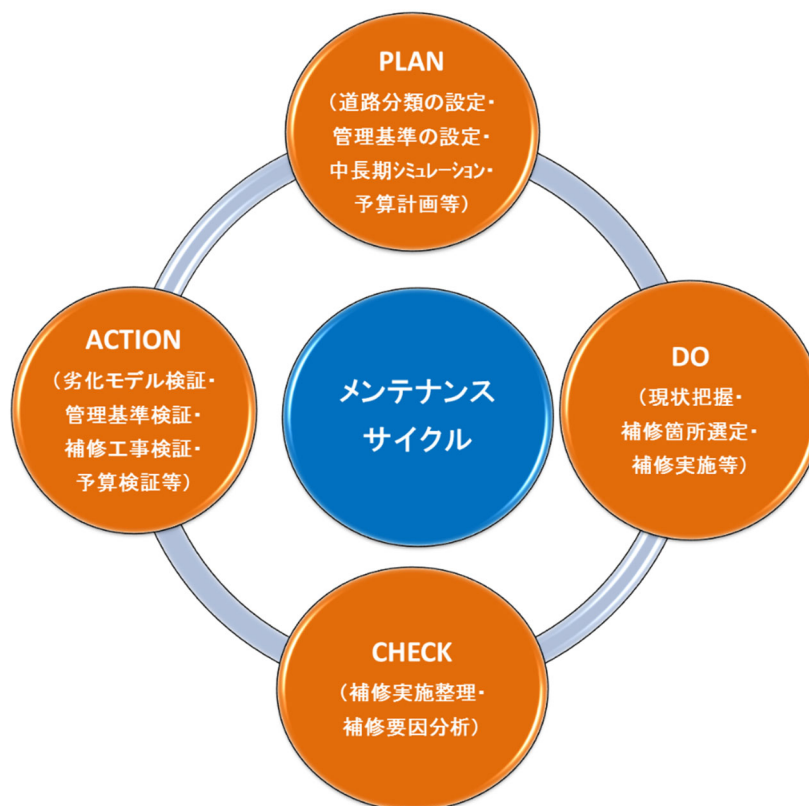 PLAN
（道路分類の設定・
管理基準の設定・
中長期ｼﾐｭﾚｰｼｮﾝ・
予算計画等）
ACTION
（劣化モデル検証・
管理基準検証・
補修工事検証・
予算検証等）
メンテナンス
サイクル
DO
（現状把握・
補修箇所選定・
補修実施等）
CHECK
（補修実施整理・
補修要因分析）